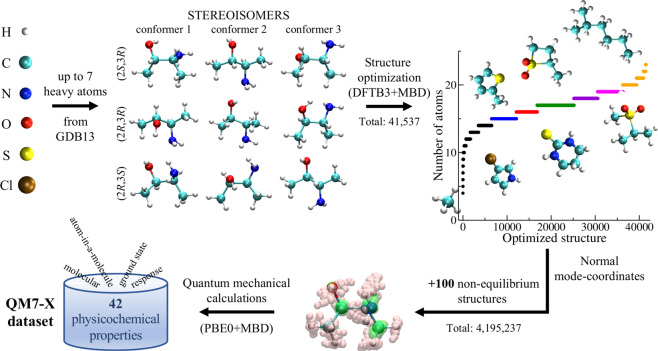 H
C
N
O
S
Cl
up to 7
heavy atoms
from
GDB13
STEREOISOMERS
conformer 1 conformer 2 conformer 3
(2S,3R)
(2R,3R)
(2R,3S)
Structure
optimization
(DFTB3+MBD)
Total: 41,537
Number of atoms
20
10
0
0 10000 20000 30000 40000
Optimized structure
Normal
mode-coordinates
+100 non-equilibrium
structures
Total: 4,195,237
Quantum mechanical
calculations
(PBE0+MBD)
molecular
atom-in-a-molecule
ground state
response
QM7-X
dataset
42
physicochemical
properties